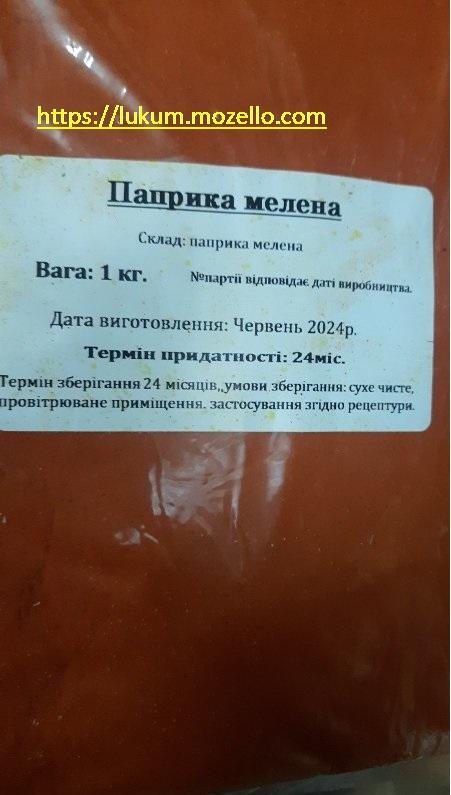 https://lukum.mozello.com
Паприка мелена
Склад: паприка мелена
Вага: 1 кг. №партії відповідає даті виробництва.
Дата виготовлення: Червень 2024р.
Термін придатності: 24міс.
Термін зберігання 24 місяців,,умови зберігання: сухе чисте,
провітрюване приміщення. застосування згідно рецептури.